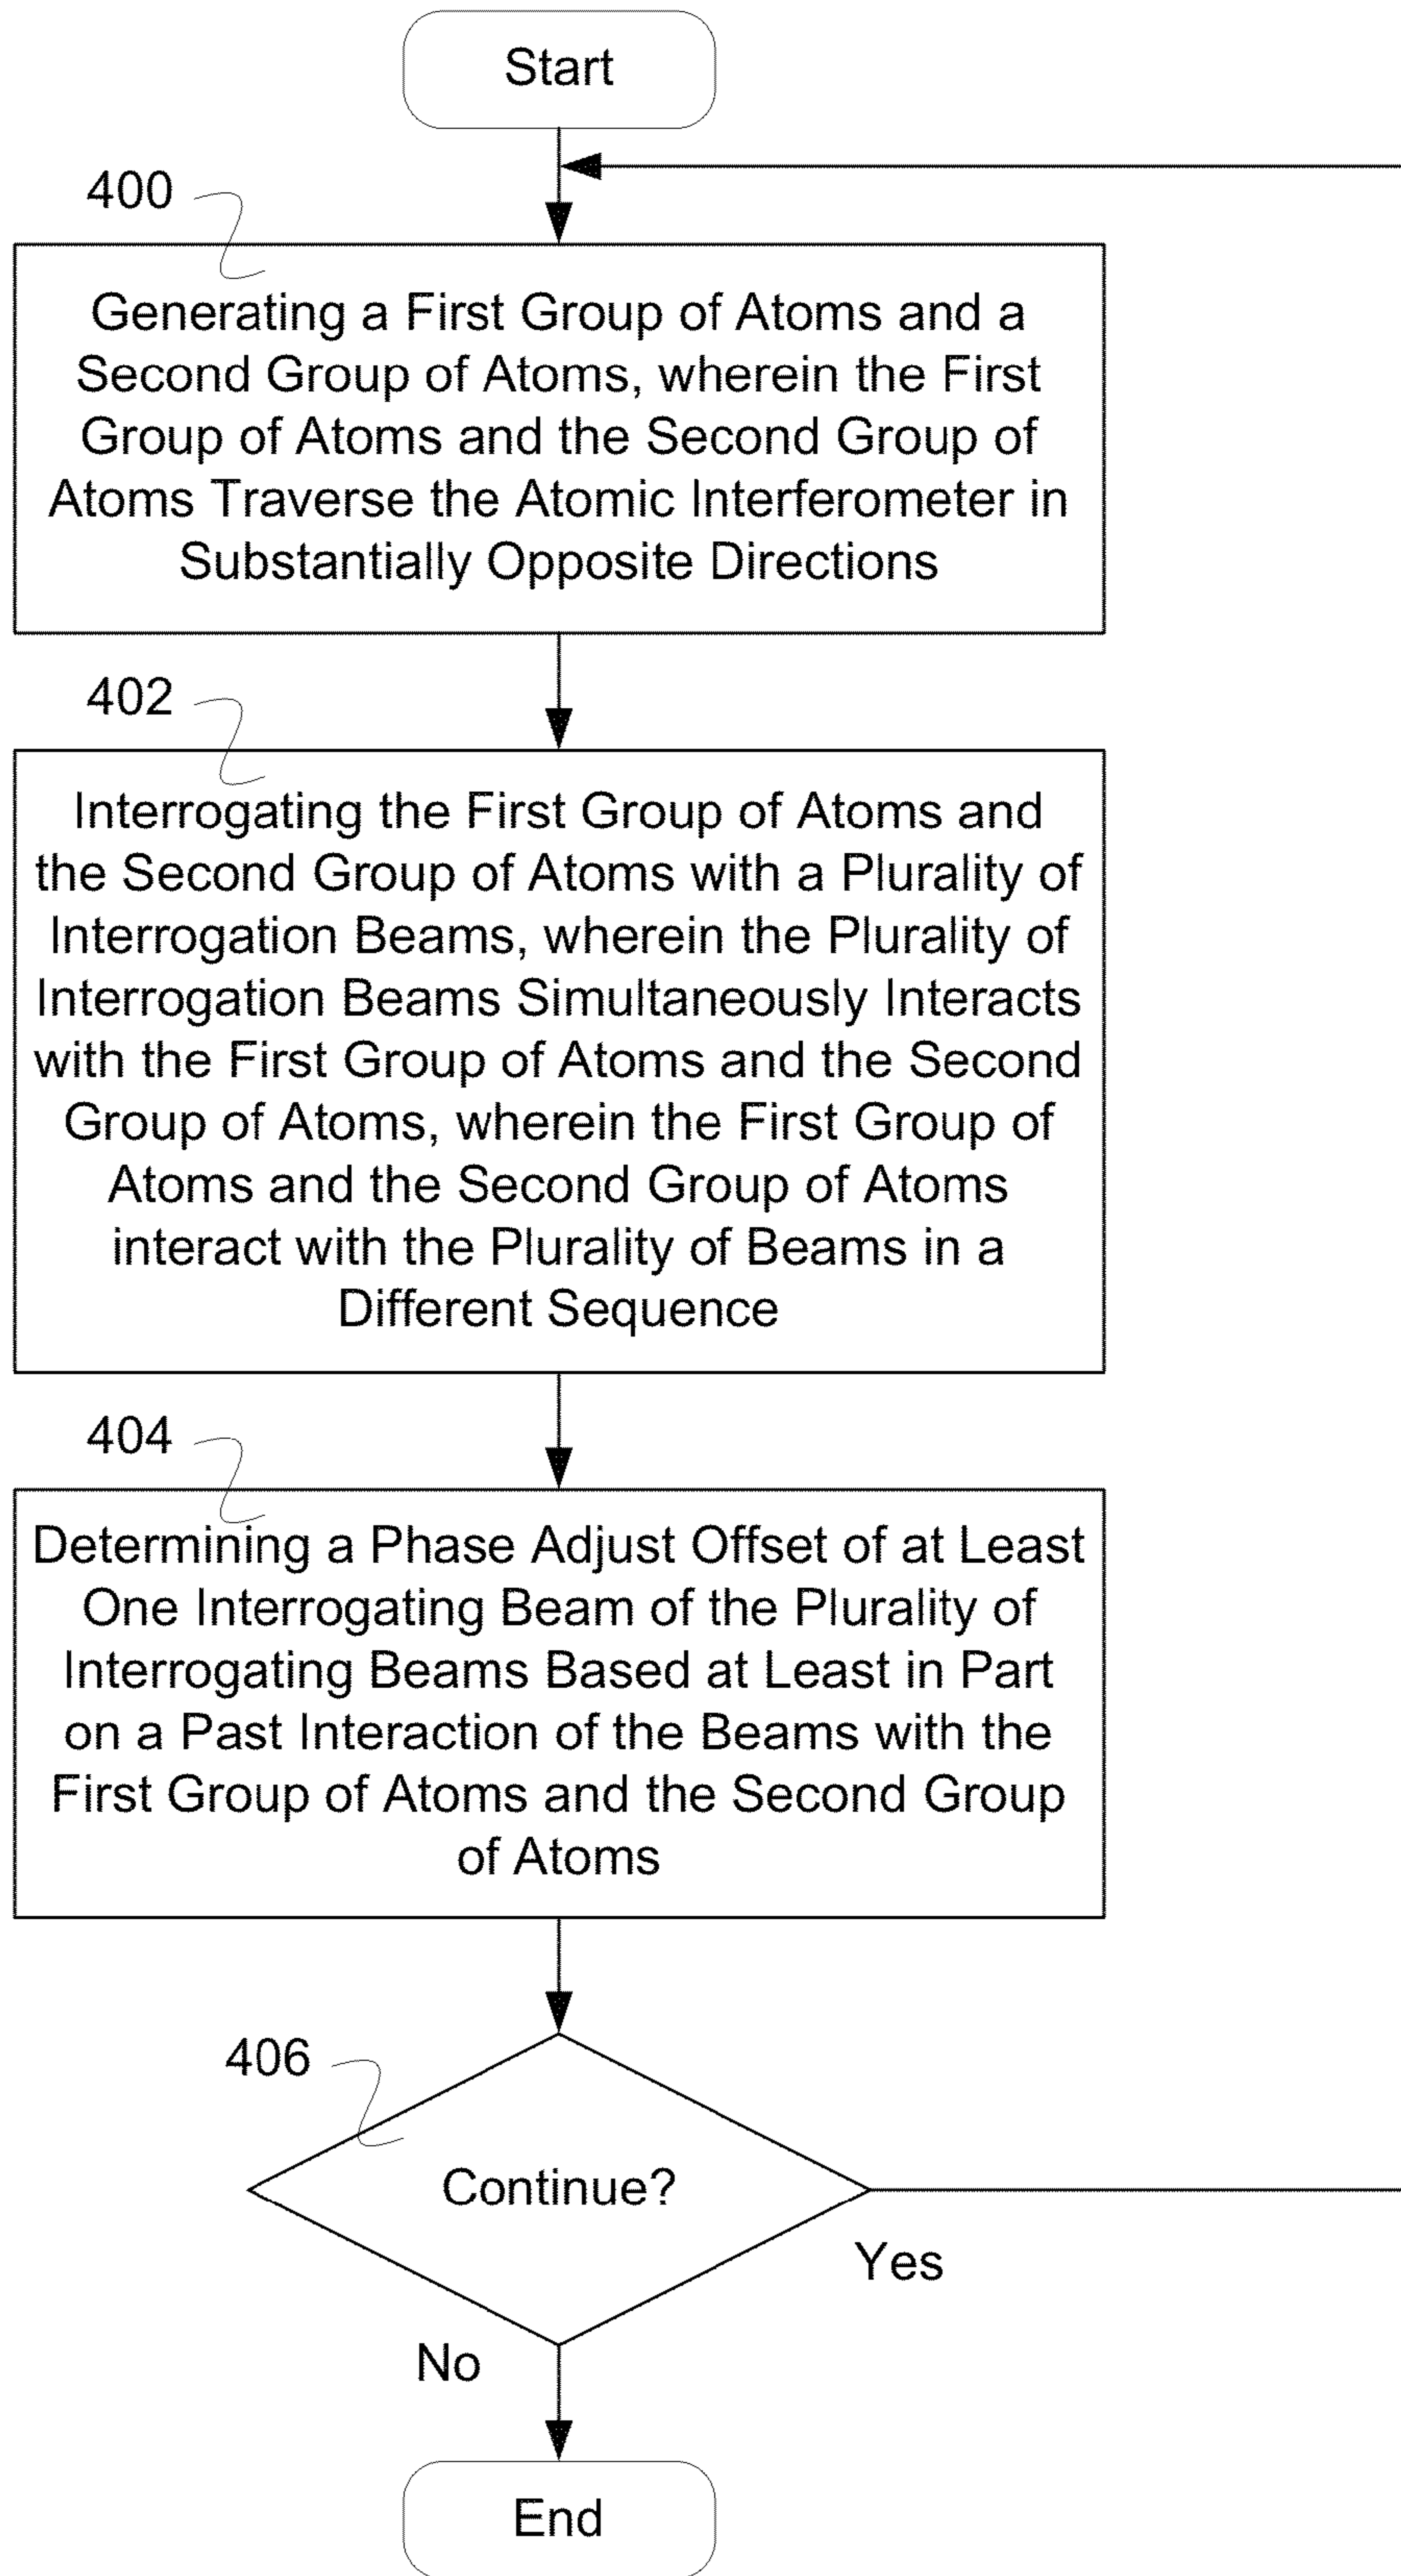 Start
400
Generating a First Group of Atoms and a
Second Group of Atoms, wherein the First
Group of Atoms and the Second Group of
Atoms Traverse the Atomic Interferometer in
Substantially Opposite Directions
402
Interrogating the First Group of Atoms and
the Second Group of Atoms with a Plurality of
Interrogation Beams, wherein the Plurality of
Interrogation Beams Simultaneously Interacts
with the First Group of Atoms and the Second
Group of Atoms, wherein the First Group of
Atoms and the Second Group of Atoms
interact with the Plurality of Beams in a
Different Sequence
404
Determining a Phase Adjust Offset of at Least
One Interrogating Beam of the Plurality of
Interrogating Beams Based at Least in Part
on a Past Interaction of the Beams with the
First Group of Atoms and the Second Group
of Atoms
406
Continue?
Yes
No
End